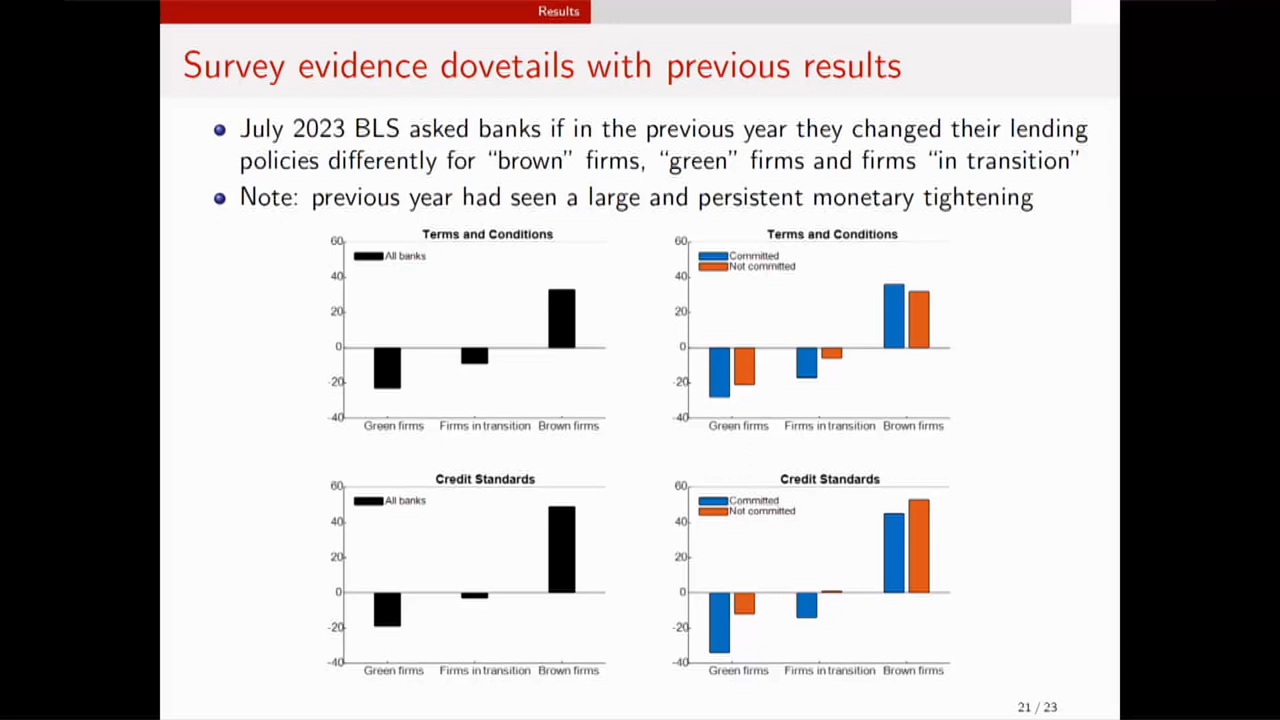 Results
Survey evidence dovetails with previous results
July 2023 BLS asked banks if in the previous year they changed their lending
policies differently for “brown” firms, “green” firms and firms “in transition”
Note: previous year had seen a large and persistent monetary tightening
Terms and Conditions
60
All banks
40
20
0
-20
-40
Green firms Firms in transition Brown firms
Terms and Conditions
60
Committed
Not committed
40
20
0
-20
-40
Green firms Firms in transition Brown firms
Credit Standards
60
All banks
40
20
0
-20
-40
Green firms Firms in transition Brown firms
Credit Standards
60
Committed
Not committed
40
20
0
-20
-40
Green firms Firms in transition Brown firms
21 / 23